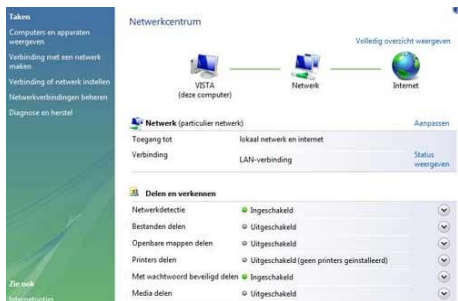 Taken
Computers en apparaten
weergeven
Verbinding met een netwerk
maken
Verbinding of netwerk instellen
Netwerkverbindingen beheren
Diagnose en herstel
Zie ook
Internetopties
Netwerkcentrum
Volledig overzicht weergeven
VISTA
(deze computer)
Netwerk
Internet
Netwerk (particulier netwerk)
Aanpassen
Toegang tot
lokaal netwerk en internet
Verbinding
LAN-verbinding
Status
weergeven
Delen en verkennen
Netwerkdetectie Ingeschakeld
Bestanden delen Uitgeschakeld
Openbare mappen delen Uitgeschakeld
Printers delen Uitgeschakeld (geen printers geïnstalleerd)
Met wachtwoord beveiligd delen Ingeschakeld
Media delen Uitgeschakeld